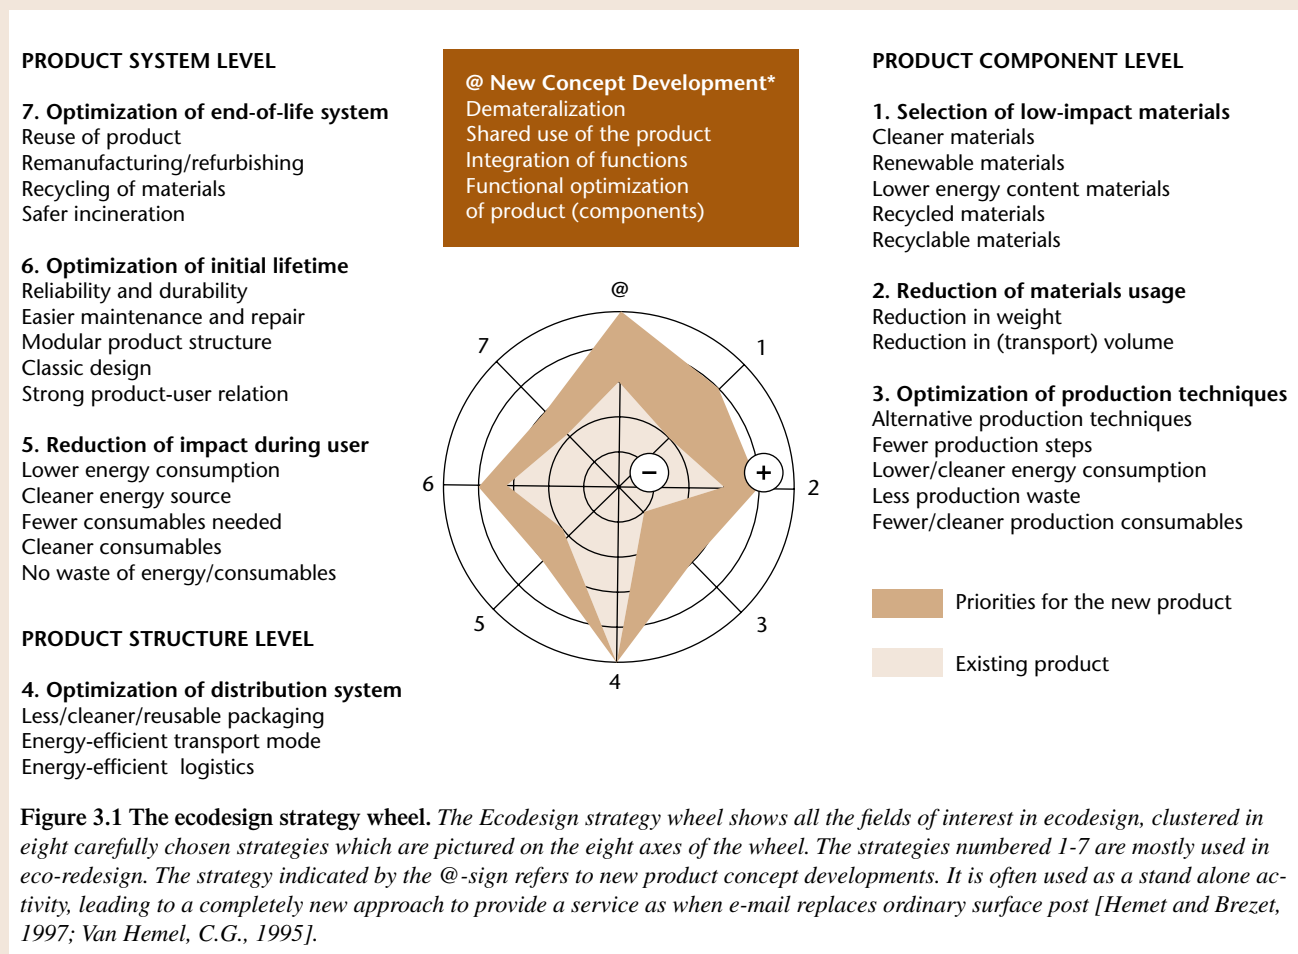 PRODUCT SYSTEM LEVEL
7. Optimization of end-of-life system
Reuse of product
Remanufacturing/refurbishing
Recycling of materials
Safer incineration
6. Optimization of initial lifetime
Reliability and durability
Easier maintenance and repair
Modular product structure
Classic design
Strong product-user relation
5. Reduction of impact during user
Lower energy consumption
Cleaner energy source
Fewer consumables needed
Cleaner consumables
No waste of energy/consumables
PRODUCT STRUCTURE LEVEL
4. Optimization of distribution system
Less/cleaner/reusable packaging
Energy-efficient transport mode
Energy-efficient logistics
@ New Concept Development*
Demateralization
Shared use of the product
Integration of functions
Functional optimization
of product (components)
@
7
1
6
–
+
2
5
3
4
PRODUCT COMPONENT LEVEL
1. Selection of low-impact materials
Cleaner materials
Renewable materials
Lower energy content materials
Recycled materials
Recyclable materials
2. Reduction of materials usage
Reduction in weight
Reduction in (transport) volume
3. Optimization of production techniques
Alternative production techniques
Fewer production steps
Lower/cleaner energy consumption
Less production waste
Fewer/cleaner production consumables
Priorities for the new product
Existing product
Figure 3.1 The ecodesign strategy wheel. The Ecodesign strategy wheel shows all the fields of interest in ecodesign, clustered in
eight carefully chosen strategies which are pictured on the eight axes of the wheel. The strategies numbered 1-7 are mostly used in
eco-redesign. The strategy indicated by the @-sign refers to new product concept developments. It is often used as a stand alone ac-
tivity, leading to a completely new approach to provide a service as when e-mail replaces ordinary surface post [Hemet and Brezet,
1997; Van Hemel, C.G., 1995].